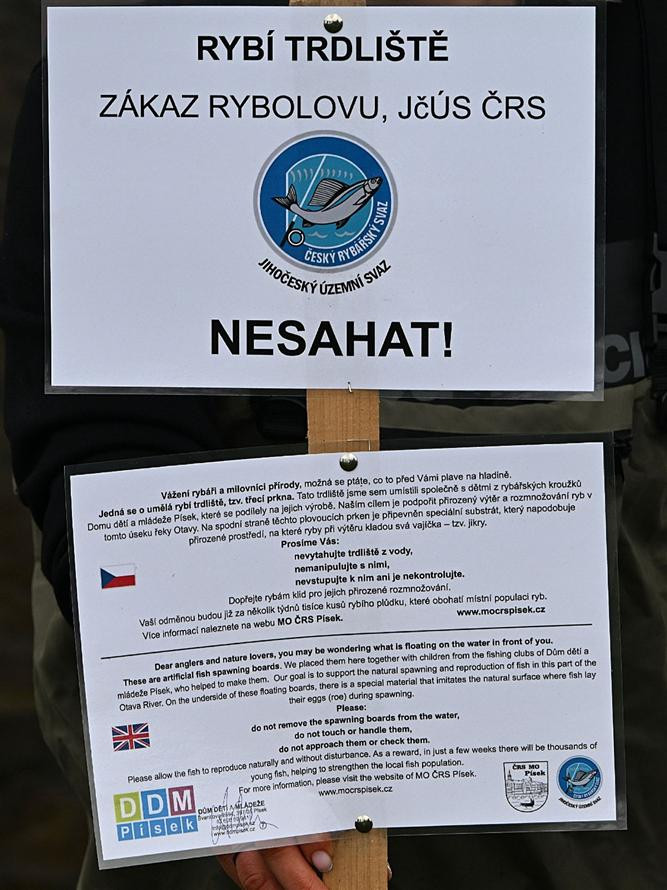 RYBÍ TRDLIŠTĚ
ZÁKAZ RYBOLOVU, JčÚS ČRS
ČESKÝ RYBÁŘSKÝ SVAZ
JIHOČESKÝ ÚZEMNÍ SVAZ
NESAHAT!
Vážení rybáři a milovníci přírody, možná se ptáte, co to před Vámi plave na hladině.
Jedná se o umělá rybí trdliště, tzv. třecí prkna. Tato trdliště jsme sem umístili společně s dětmi z rybářských kroužků
Domu dětí a mládeže Písek, které se podílely na jejich výrobě. Naším cílem je podpořit přirozený výtěr a rozmnožování ryb v
tomto úseku řeky Otavy. Na spodní straně těchto plovoucích prken je připevněn speciální substrát, který napodobuje
přirozené prostředí, na které ryby při výtěru kladou svá vajíčka – tzv. jikry.
Prosíme Vás:
nevytahujte trdliště z vody,
nemanipulujte s nimi,
nevstupujte k nim ani je nekontrolujte.
Dopřejte rybám klid pro jejich přirozené rozmnožování.
Vaší odměnou budou již za několik týdnů tisíce kusů rybího plůdku, které obohatí místní populaci ryb.
Více informací naleznete na webu MO ČRS Písek. www.mocrspisek.cz
Dear anglers and nature lovers, you may be wondering what is floating on the water in front of you.
These are artificial fish spawning boards. We placed them here together with children from the fishing clubs of Dům dětí a
mládeže Písek, who helped to make them. Our goal is to support the natural spawning and reproduction of fish in this part of the
Otava River. On the underside of these floating boards, there is a special material that imitates the natural surface where fish lay
their eggs (roe) during spawning.
Please:
do not remove the spawning boards from the water,
do not touch or handle them,
do not approach them or check them.
Please allow the fish to reproduce naturally and without disturbance. As a reward, in just a few weeks there will be thousands of
young fish, helping to strengthen the local fish population.
For more information, please visit the website of MO ČRS Písek.
www.mocrspisek.cz
DDM
Písek
DŮM DĚTÍ A MLÁDEŽE
ČRS MO
Písek
JIHOČESKÝ ÚZEMNÍ SVAZ